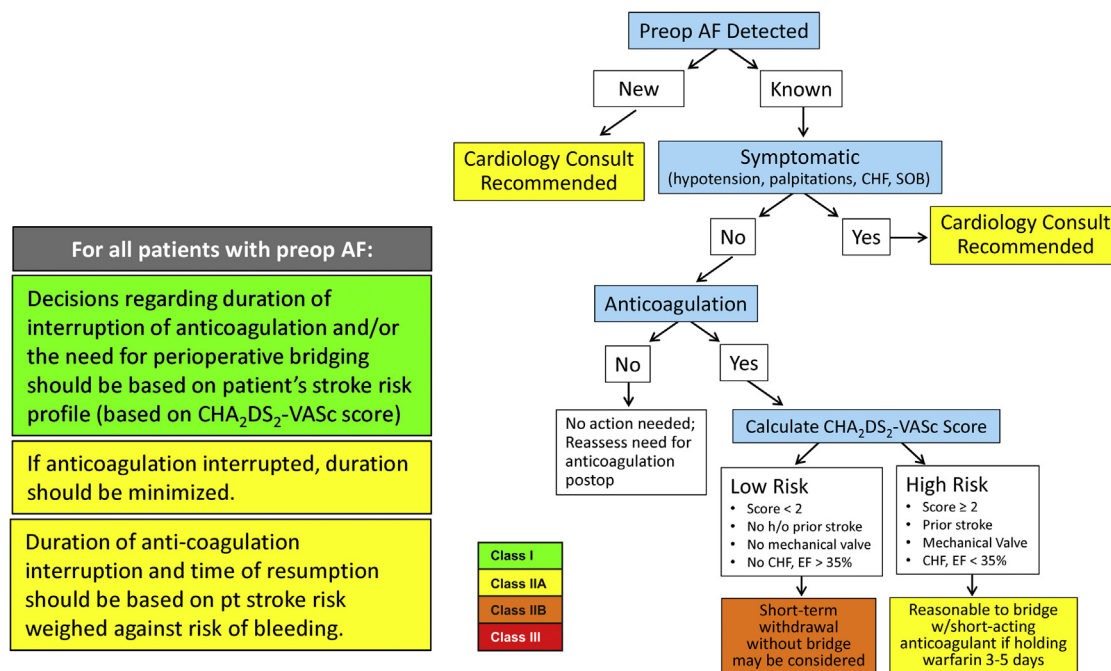 Preop AF Detected
New
Known
Cardiology Consult
Recommended
Symptomatic
(hypotension, palpitations, CHF, SOB)
No
Yes
Cardiology Consult
Recommended
Anticoagulation
No
Yes
No action needed;
Reassess need for
anticoagulation
postop
Calculate CHA₂DS₂-VASc Score
Low Risk
• Score < 2
• No h/o prior stroke
• No mechanical valve
• No CHF, EF > 35%
High Risk
• Score ≥ 2
• Prior stroke
• Mechanical Valve
• CHF, EF < 35%
Short-term
withdrawal
without bridge
may be considered
Reasonable to bridge
w/short-acting
anticoagulant if holding
warfarin 3-5 days
For all patients with preop AF:
Decisions regarding duration of
interruption of anticoagulation and/or
the need for perioperative bridging
should be based on patient's stroke risk
profile (based on CHA₂DS₂-VASc score)
If anticoagulation interrupted, duration
should be minimized.
Duration of anti-coagulation
interruption and time of resumption
should be based on pt stroke risk
weighed against risk of bleeding.
Class I
Class IIA
Class IIB
Class III